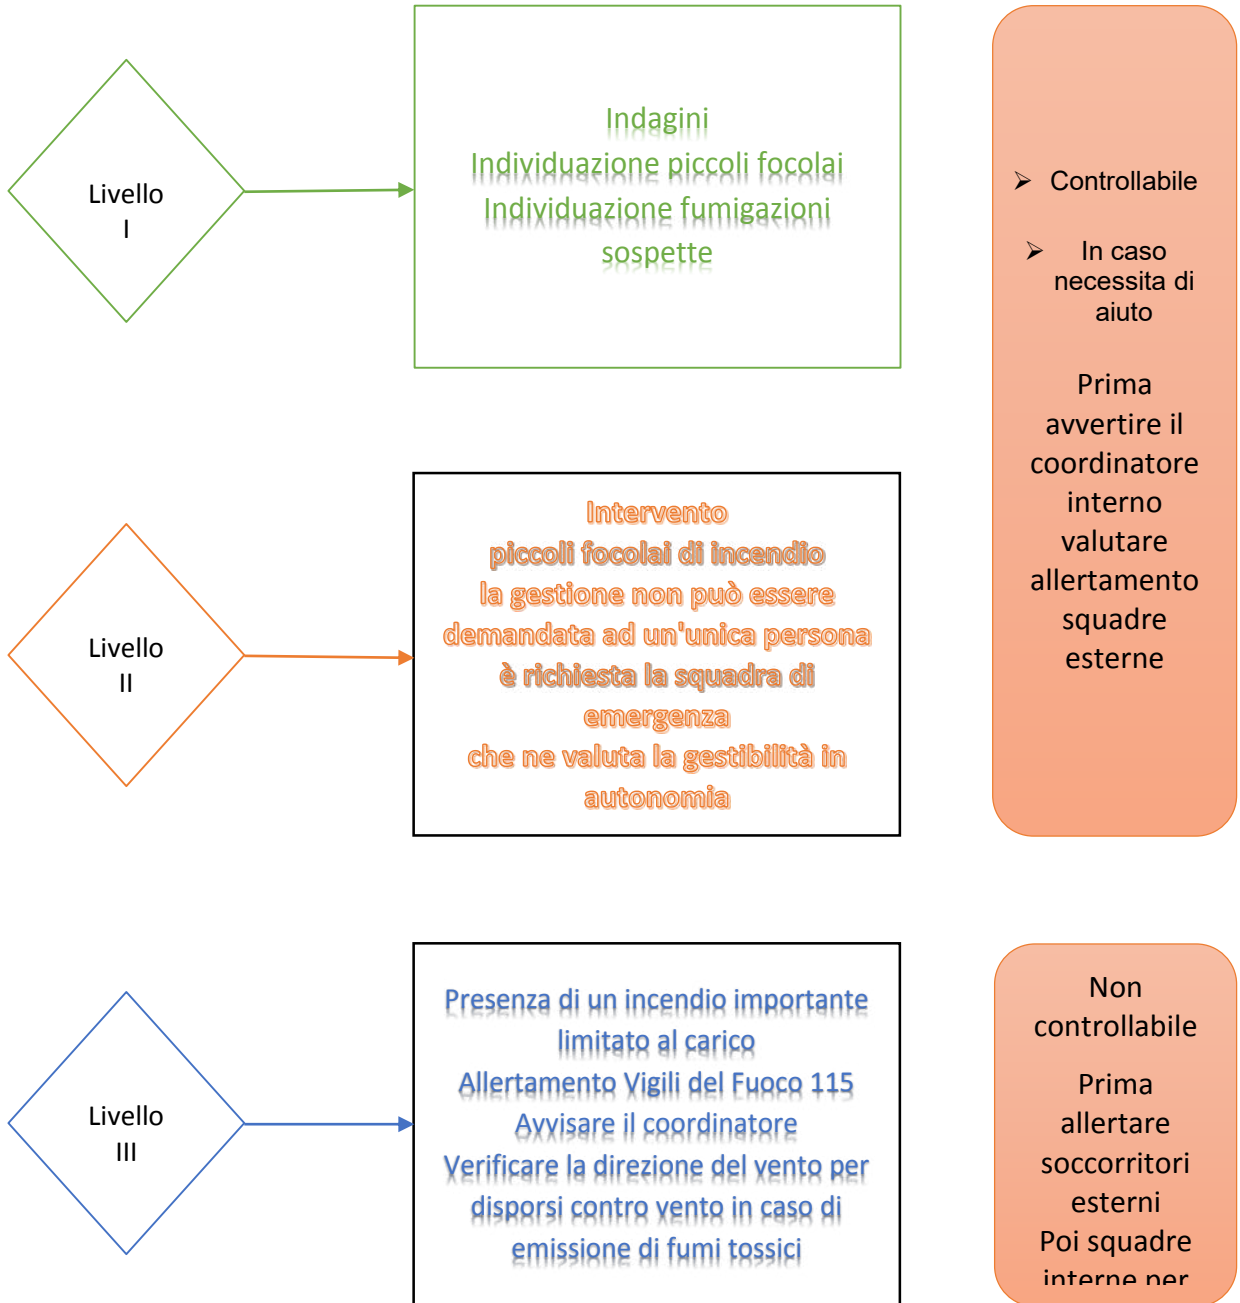 Livello
I
Indagini
Individuazione piccoli focolai
Individuazione fumigazioni
sospette
Livello
II
Intervento
piccoli focolai di incendio
la gestione non può essere
demandata ad un'unica persona
è richiesta la squadra di
emergenza
che ne valuta la gestibilità in
autonomia
➢ Controllabile
➢ In caso
necessita di
aiuto
Prima
avvertire il
coordinatore
interno
valutare
allertamento
squadre
esterne
Livello
III
Presenza di un incendio importante
limitato al carico
Allertamento Vigili del Fuoco 115
Avvisare il coordinatore
Verificare la direzione del vento per
disporsi contro vento in caso di
emissione di fumi tossici
Non
controllabile
Prima
allertare
soccorritori
esterni
Poi squadre
interne per